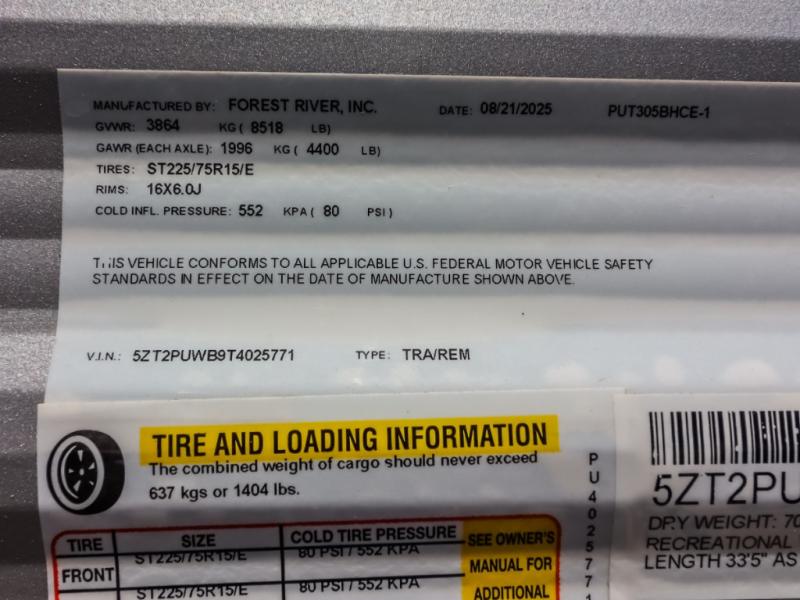 MANUFACTURED BY: FOREST RIVER, INC. DATE: 08/21/2025 PUT305BHCE-1
GVWR: 3864 KG ( 8518 LB)
GAWR (EACH AXLE): 1996 KG ( 4400 LB)
TIRES: ST225/75R15/E
RIMS: 16X6.0J
COLD INFL. PRESSURE: 552 KPA ( 80 PSI )
THIS VEHICLE CONFORMS TO ALL APPLICABLE U.S. FEDERAL MOTOR VEHICLE SAFETY
STANDARDS IN EFFECT ON THE DATE OF MANUFACTURE SHOWN ABOVE.
V.I.N.: 5ZT2PUWB9T4025771 TYPE: TRA/REM
TIRE AND LOADING INFORMATION
The combined weight of cargo should never exceed
637 kgs or 1404 lbs.
TIRE SIZE COLD TIRE PRESSURE SEE OWNER'S
MANUAL FOR
ADDITIONAL
FRONT ST225/75R15/E 80 PSI / 552 KPA
ST225/75R15/E 80 PSI / 552 KPA
PU4025771
5ZT2PU
DRY WEIGHT: 70
RECREATIONAL
LENGTH 33'5" AS